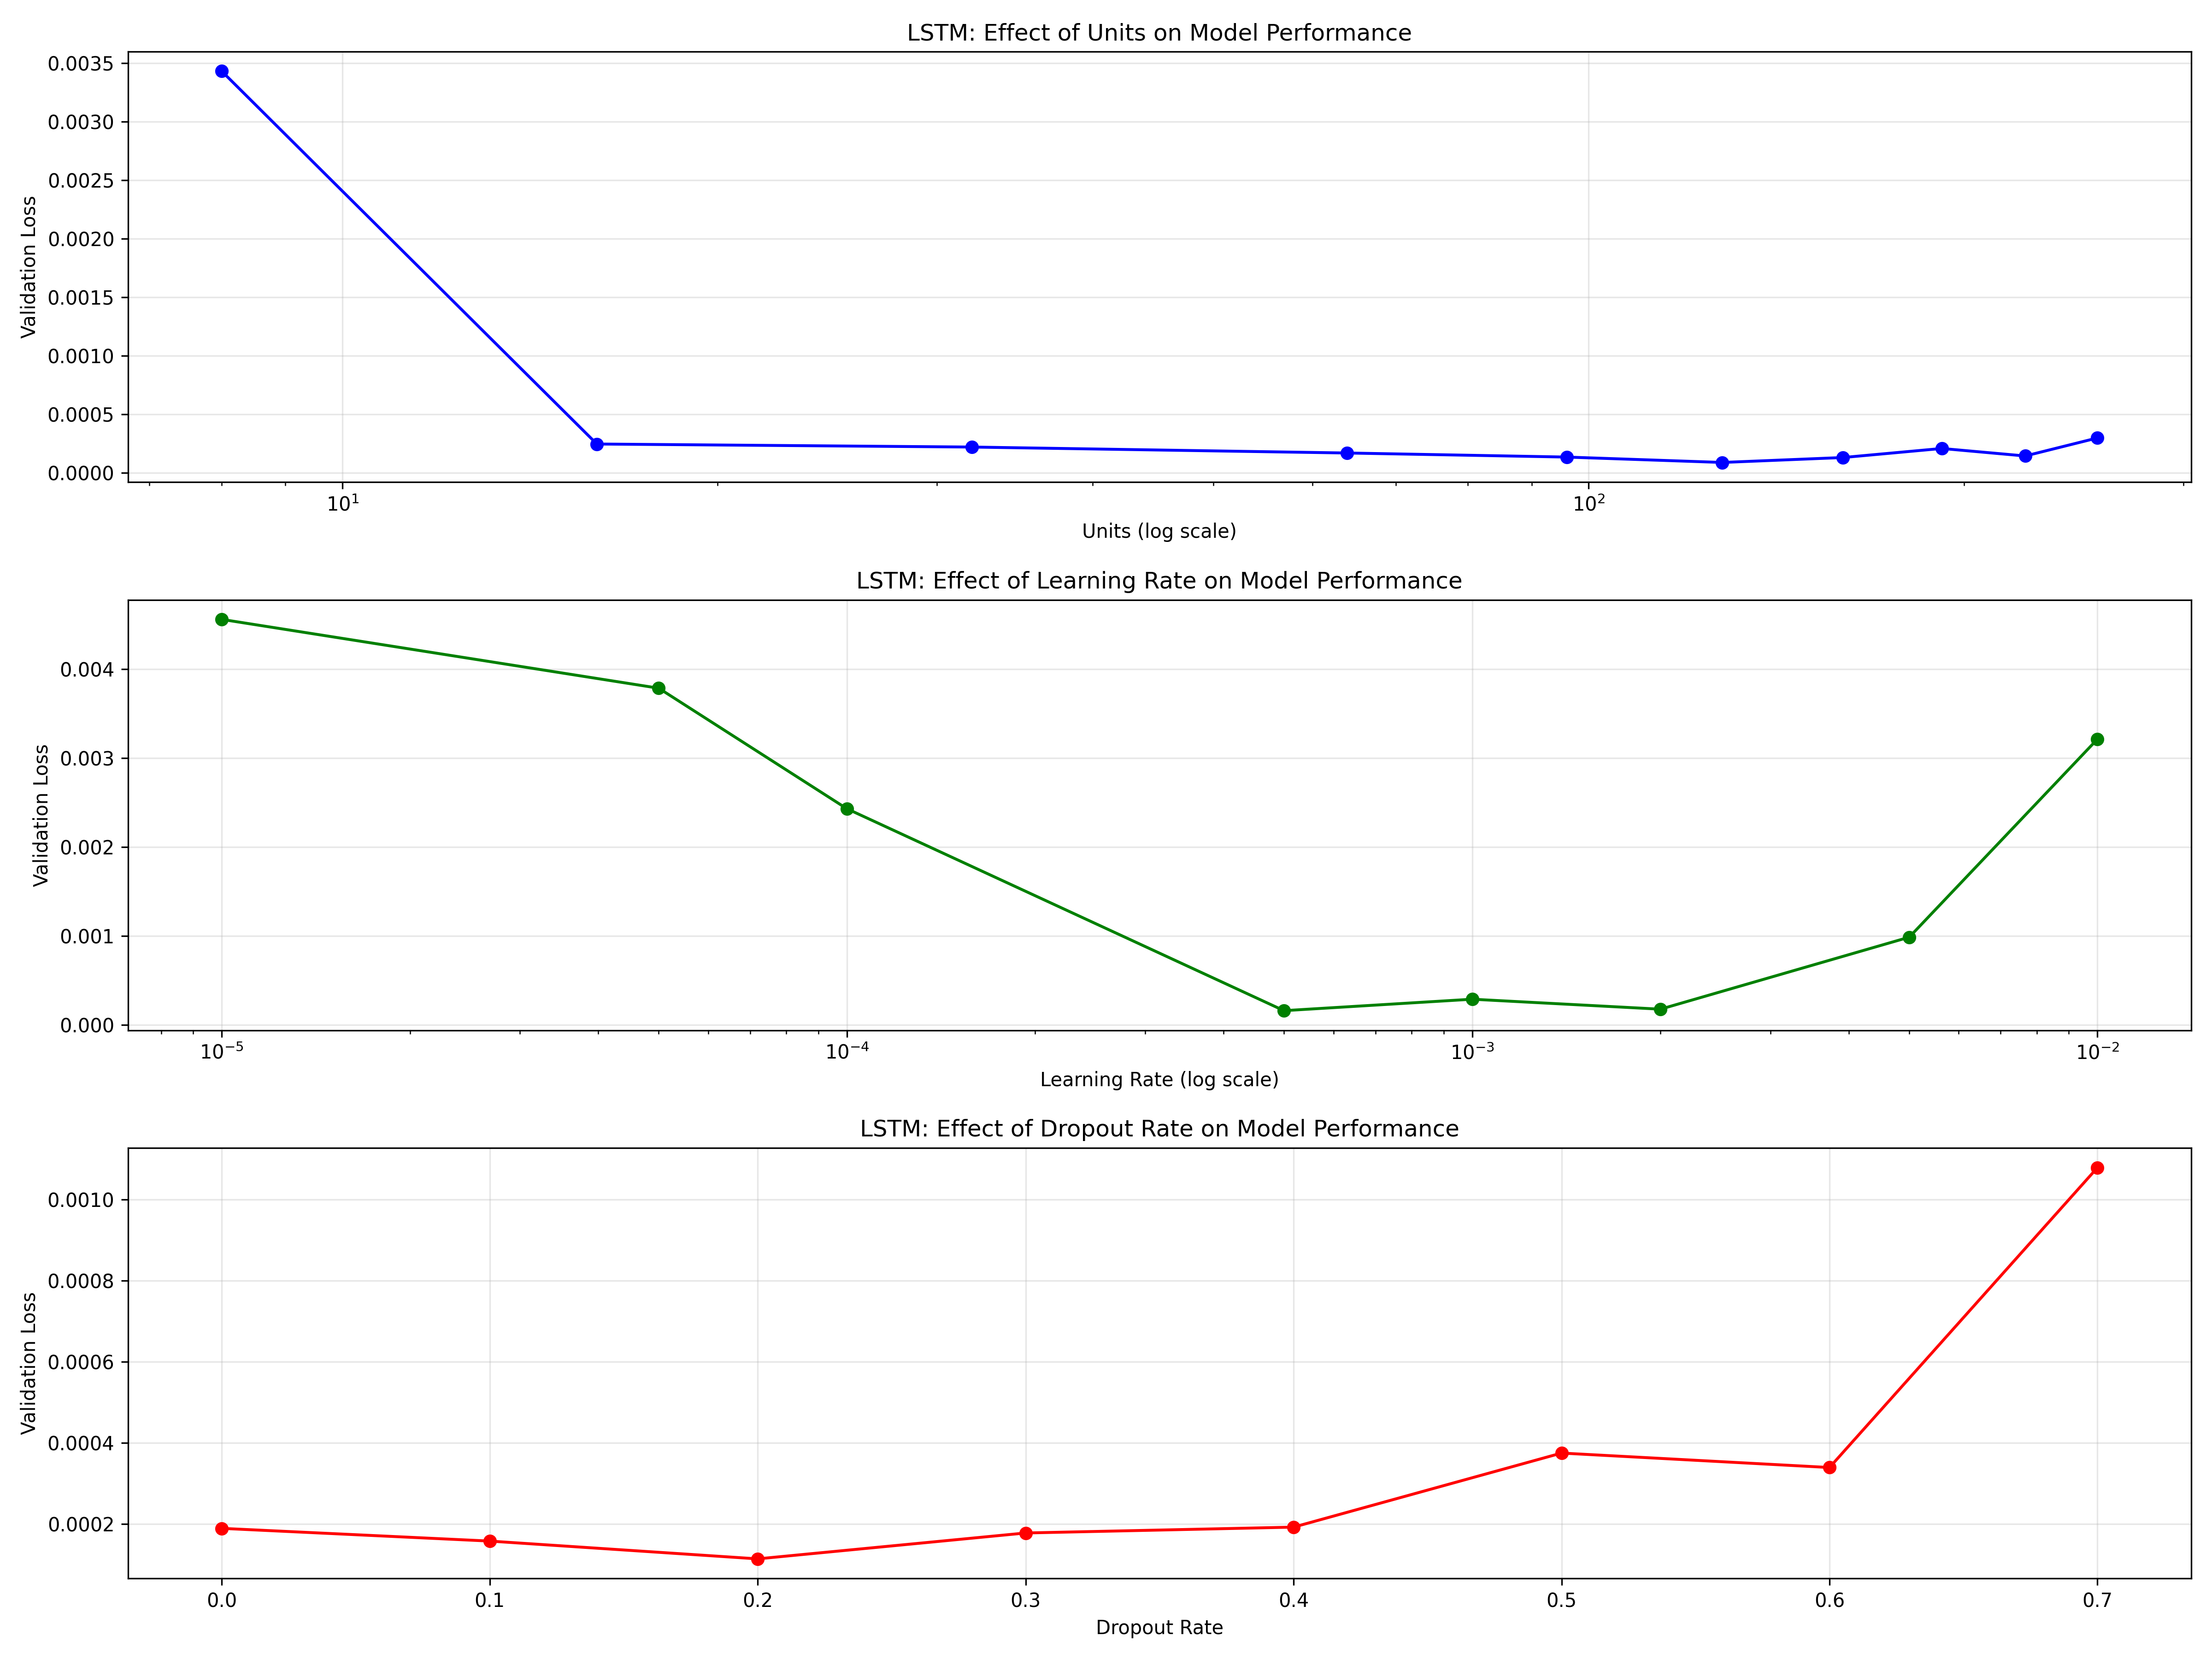 LSTM: Effect of Units on Model Performance
Validation Loss
0.0035
0.0030
0.0025
0.0020
0.0015
0.0010
0.0005
0.0000
10¹ 10²
Units (log scale)
LSTM: Effect of Learning Rate on Model Performance
Validation Loss
0.004
0.003
0.002
0.001
0.000
10⁻⁵ 10⁻⁴ 10⁻³ 10⁻²
Learning Rate (log scale)
LSTM: Effect of Dropout Rate on Model Performance
Validation Loss
0.0010
0.0008
0.0006
0.0004
0.0002
0.0 0.1 0.2 0.3 0.4 0.5 0.6 0.7
Dropout Rate